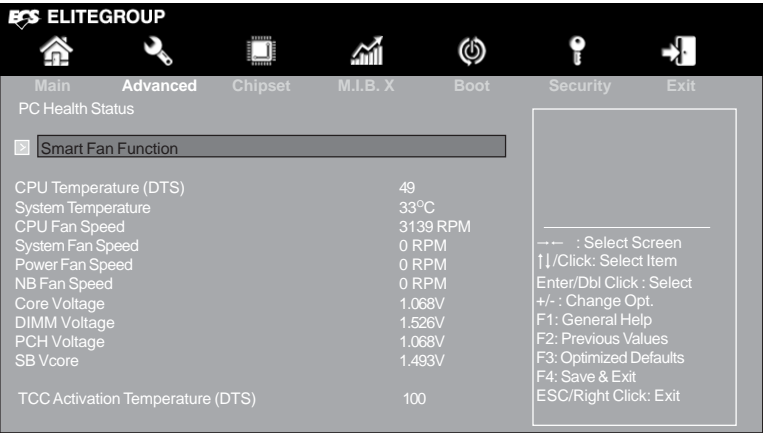 ECS ELITEGROUP
Main Advanced Chipset M.I.B. X Boot Security Exit
PC Health Status
> Smart Fan Function
CPU Temperature (DTS) 49
System Temperature 33°C
CPU Fan Speed 3139 RPM
System Fan Speed 0 RPM
Power Fan Speed 0 RPM
NB Fan Speed 0 RPM
Core Voltage 1.068V
DIMM Voltage 1.526V
PCH Voltage 1.068V
SB Vcore 1.493V
TCC Activation Temperature (DTS) 100
→← : Select Screen
↑↓/Click: Select Item
Enter/Dbl Click : Select
+/- : Change Opt.
F1: General Help
F2: Previous Values
F3: Optimized Defaults
F4: Save & Exit
ESC/Right Click: Exit